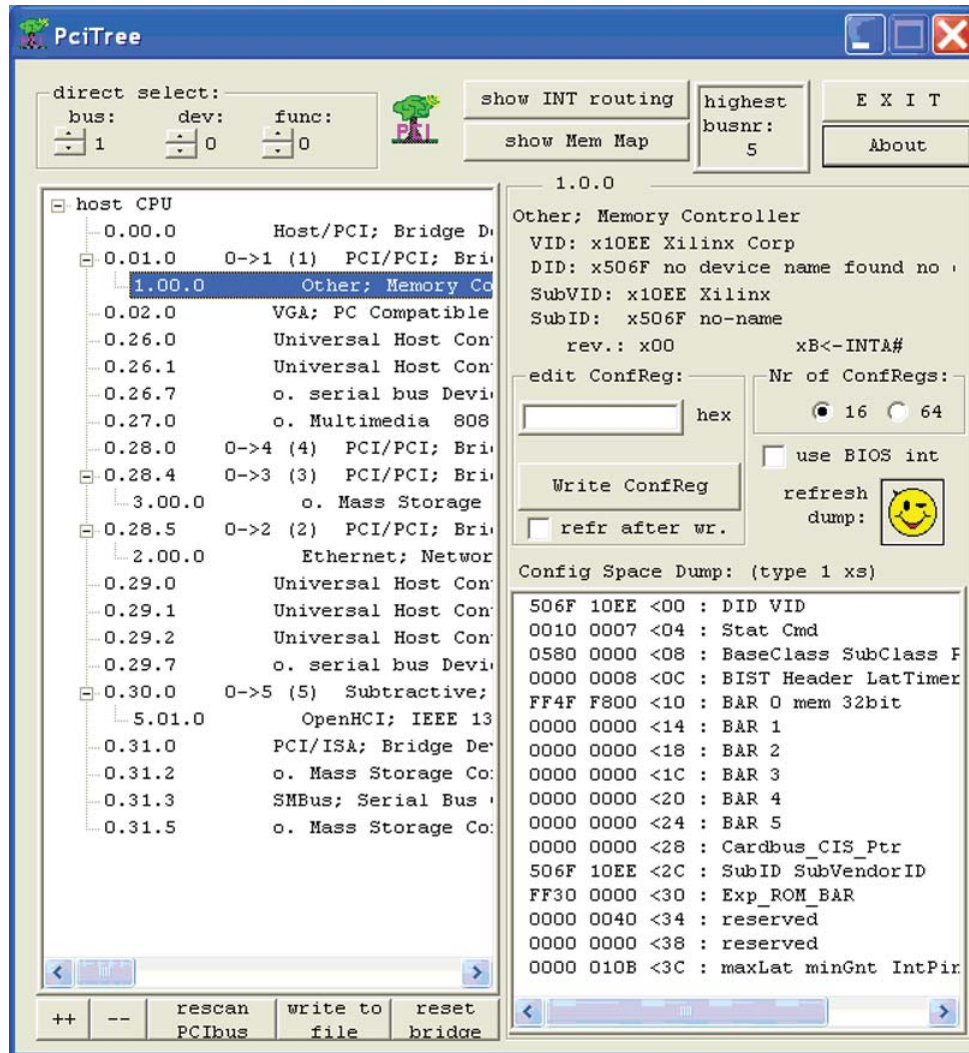 PciTree
direct select:
bus: dev: func:
1 0 0
PCI
show INT routing
show Mem Map
highest
busnr:
5
E X I T
About
host CPU
0.00.0 Host/PCI; Bridge D
0.01.0 0->1 (1) PCI/PCI; Bri
1.00.0 Other; Memory Co
0.02.0 VGA; PC Compatible
0.26.0 Universal Host Con
0.26.1 Universal Host Con
0.26.7 o. serial bus Devi
0.27.0 o. Multimedia 808
0.28.0 0->4 (4) PCI/PCI; Bri
0.28.4 0->3 (3) PCI/PCI; Bri
3.00.0 o. Mass Storage
0.28.5 0->2 (2) PCI/PCI; Bri
2.00.0 Ethernet; Networ
0.29.0 Universal Host Con
0.29.1 Universal Host Con
0.29.2 Universal Host Con
0.29.7 o. serial bus Devi
0.30.0 0->5 (5) Subtractive;
5.01.0 OpenHCI; IEEE 13
0.31.0 PCI/ISA; Bridge De
0.31.2 o. Mass Storage Co
0.31.3 SMBus; Serial Bus
0.31.5 o. Mass Storage Co
++
--
rescan
PCIbus
write to
file
reset
bridge
1.0.0
Other; Memory Controller
VID: x10EE Xilinx Corp
DID: x506F no device name found no
SubVID: x10EE Xilinx
SubID: x506F no-name
rev.: x00 xB<-INTA#
edit ConfReg:
hex
Write ConfReg
refr after wr.
Nr of ConfRegs:
16 64
use BIOS int
refresh
dump:
Config Space Dump: (type 1 xs)
506F 10EE <00 : DID VID
0010 0007 <04 : Stat Cmd
0580 0000 <08 : BaseClass SubClass
0000 0008 <0C : BIST Header LatTimer
FF4F F800 <10 : BAR 0 mem 32bit
0000 0000 <14 : BAR 1
0000 0000 <18 : BAR 2
0000 0000 <1C : BAR 3
0000 0000 <20 : BAR 4
0000 0000 <24 : BAR 5
0000 0000 <28 : Cardbus_CIS_Ptr
506F 10EE <2C : SubID SubVendorID
FF30 0000 <30 : Exp_ROM_BAR
0000 0040 <34 : reserved
0000 0000 <38 : reserved
0000 010B <3C : maxLat minGnt IntPin